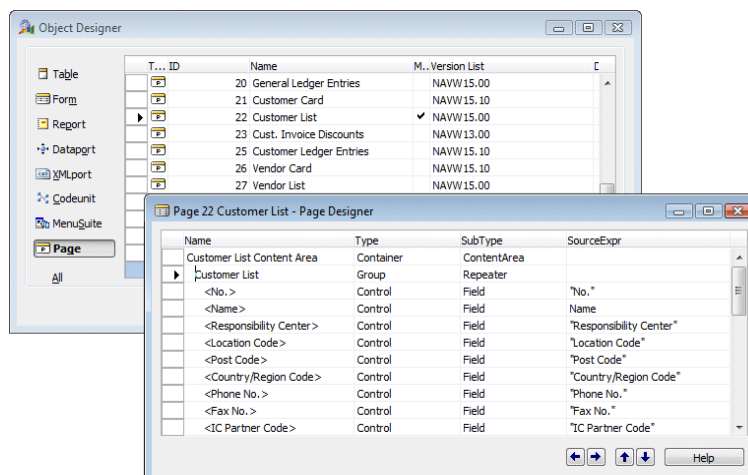 Object Designer
T... ID Name M.. Version List D
Table
20 General Ledger Entries NAVW15.00
Form
21 Customer Card NAVW15.10
22 Customer List ✔ NAVW15.00
Report
23 Cust. Invoice Discounts NAVW13.00
Dataport
25 Customer Ledger Entries NAVW15.10
XMLport
26 Vendor Card NAVW15.10
Codeunit
27 Vendor List NAVW15.00
MenuSuite
Page
All
Page 22 Customer List - Page Designer
Name Type SubType SourceExpr
Customer List Content Area Container ContentArea
Customer List Group Repeater
<No.> Control Field "No."
<Name> Control Field Name
<Responsibility Center> Control Field "Responsibility Center"
<Location Code> Control Field "Location Code"
<Post Code> Control Field "Post Code"
<Country/Region Code> Control Field "Country/Region Code"
<Phone No.> Control Field "Phone No."
<Fax No.> Control Field "Fax No."
<IC Partner Code> Control Field "IC Partner Code"
Help